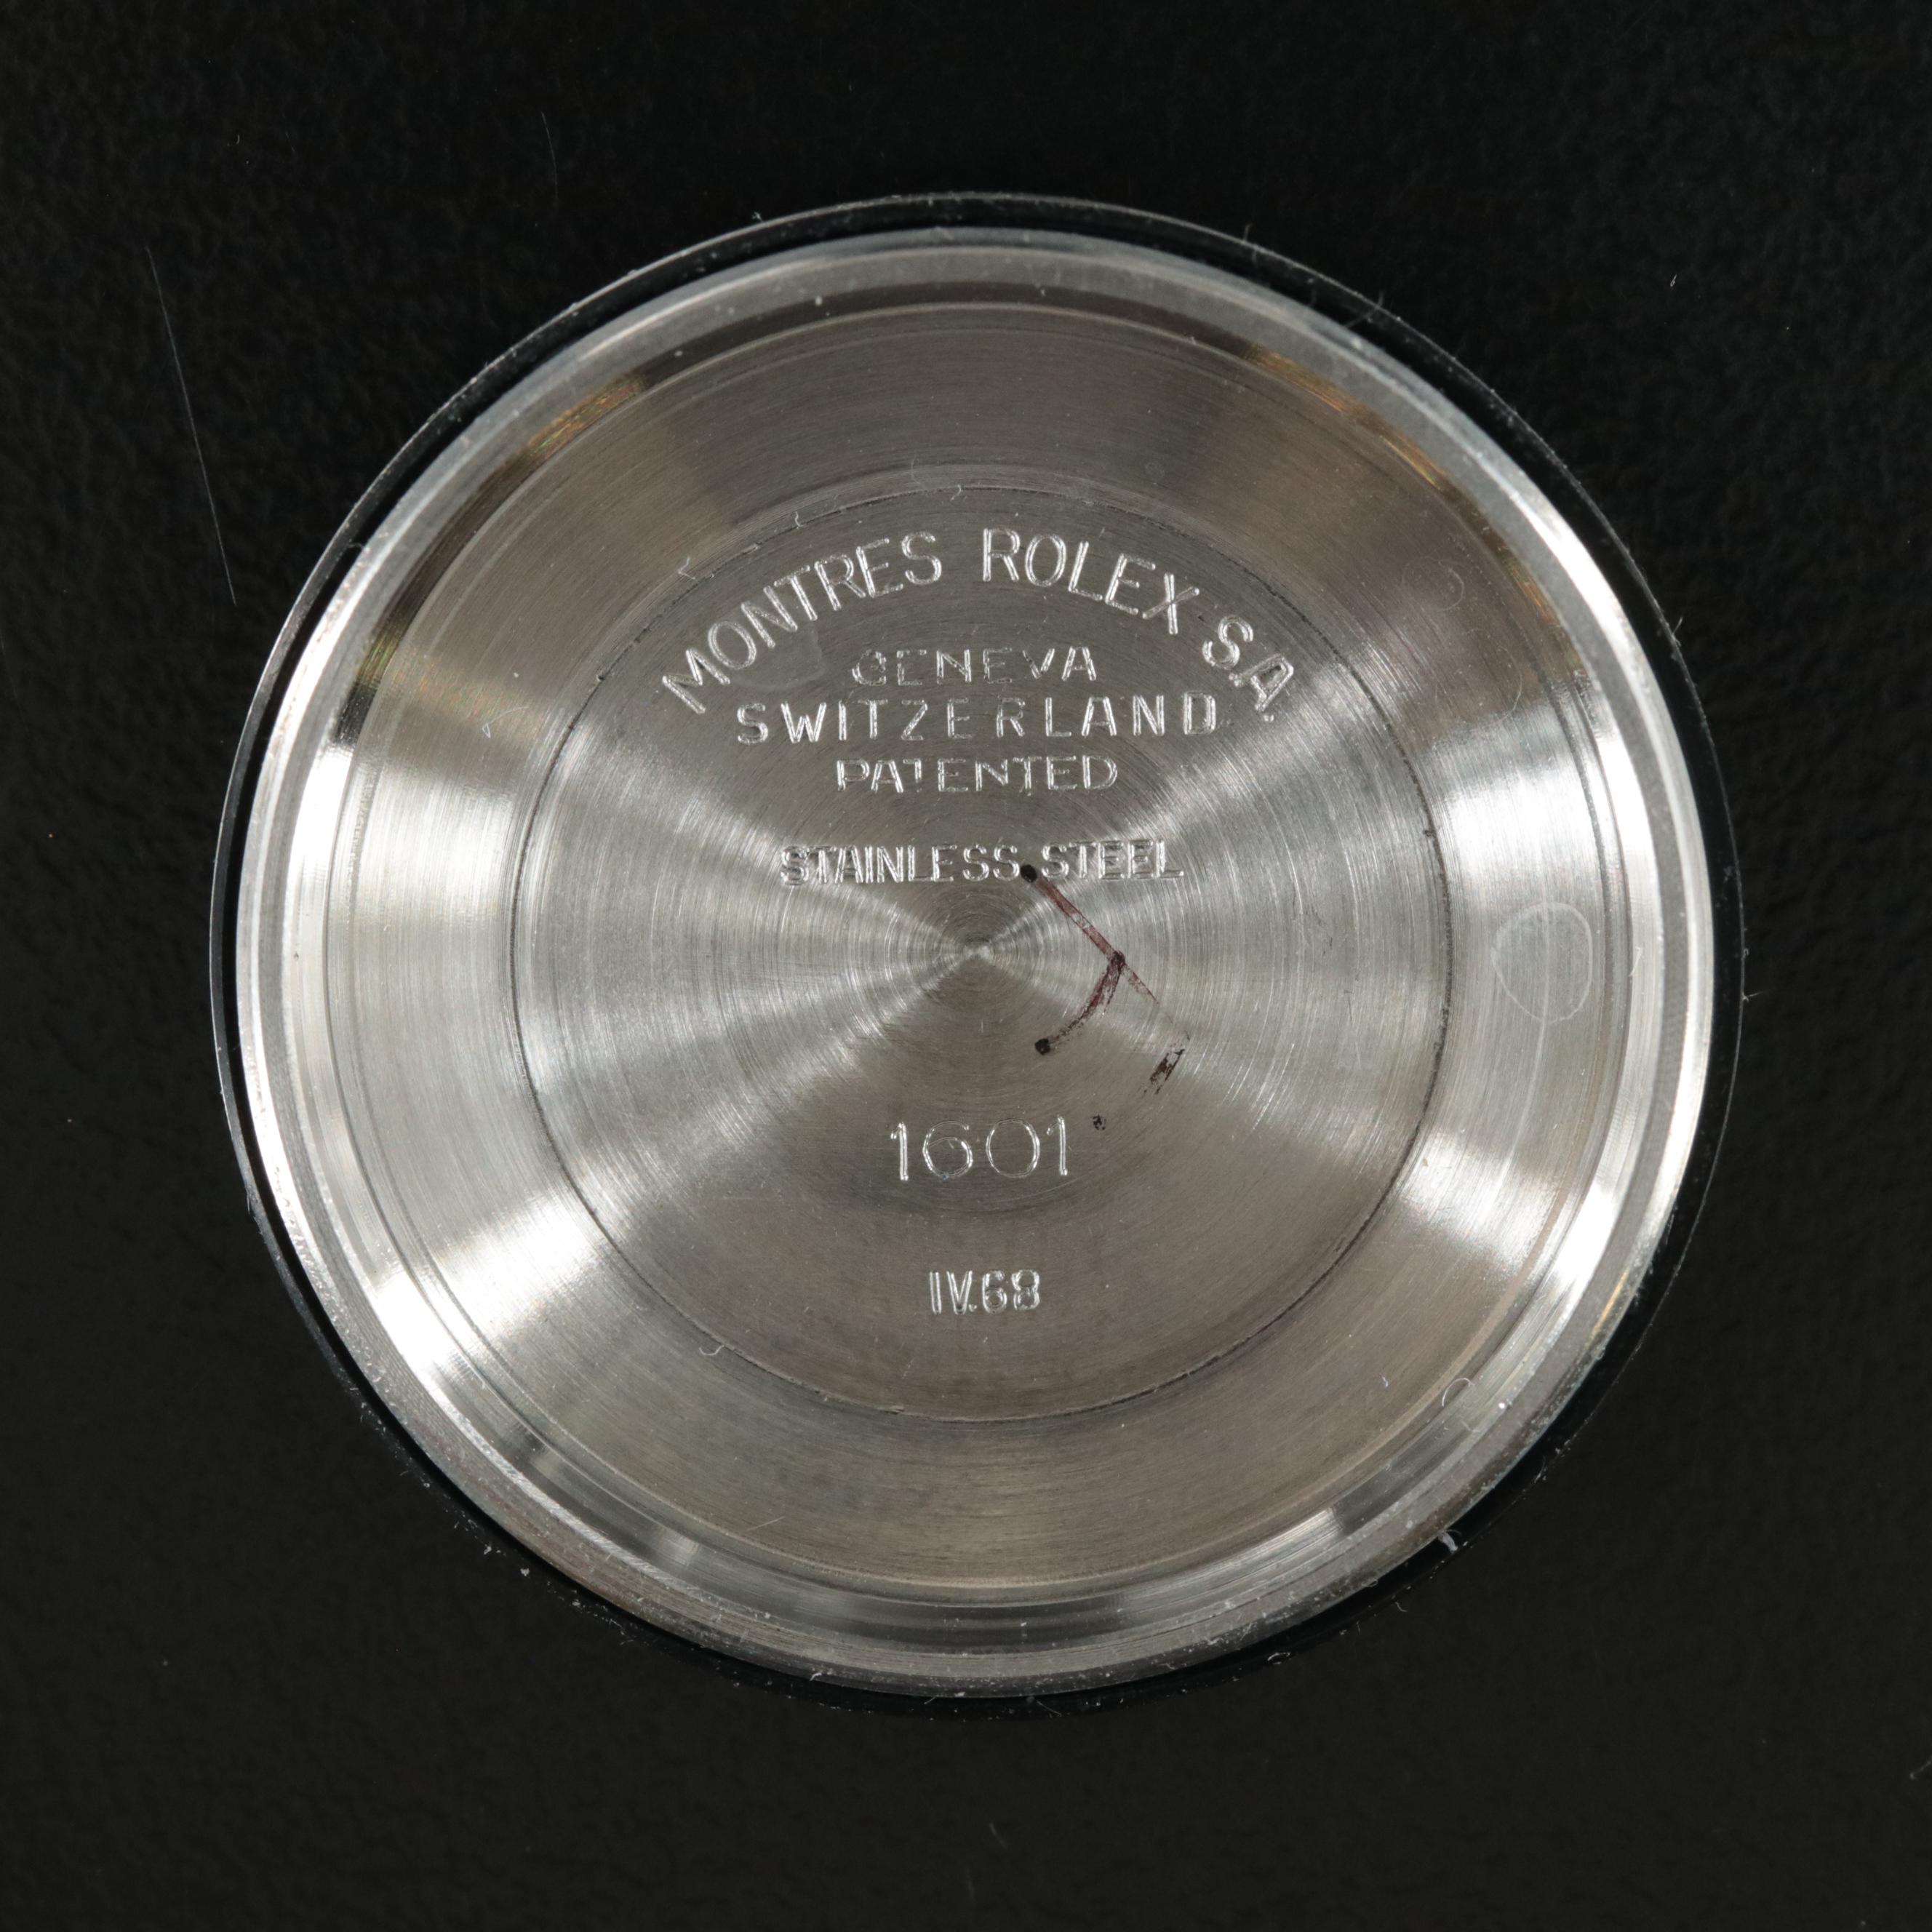 MONTRES ROLEX S.A.
GENEVA
SWITZERLAND
PATENTED
STAINLESS STEEL
1601
IV.68